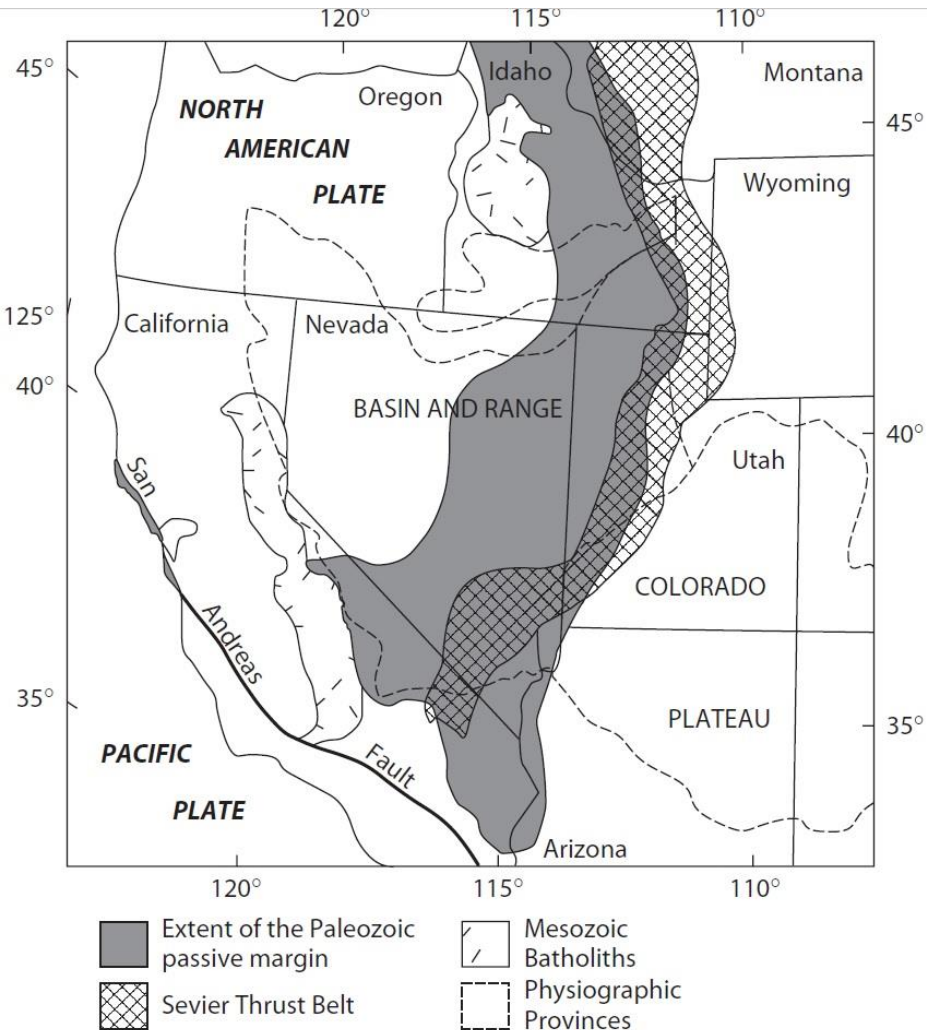 120° 115° 110°
45° Idaho Montana
Oregon
NORTH
45°
AMERICAN
Wyoming
PLATE
125°
California Nevada
40°
BASIN AND RANGE
40°
Utah
San
COLORADO
Andreas
35°
PLATEAU
35°
PACIFIC
Fault
PLATE
Arizona
120° 115° 110°
Extent of the Paleozoic
passive margin
Mesozoic
Batholiths
Sevier Thrust Belt
Physiographic
Provinces